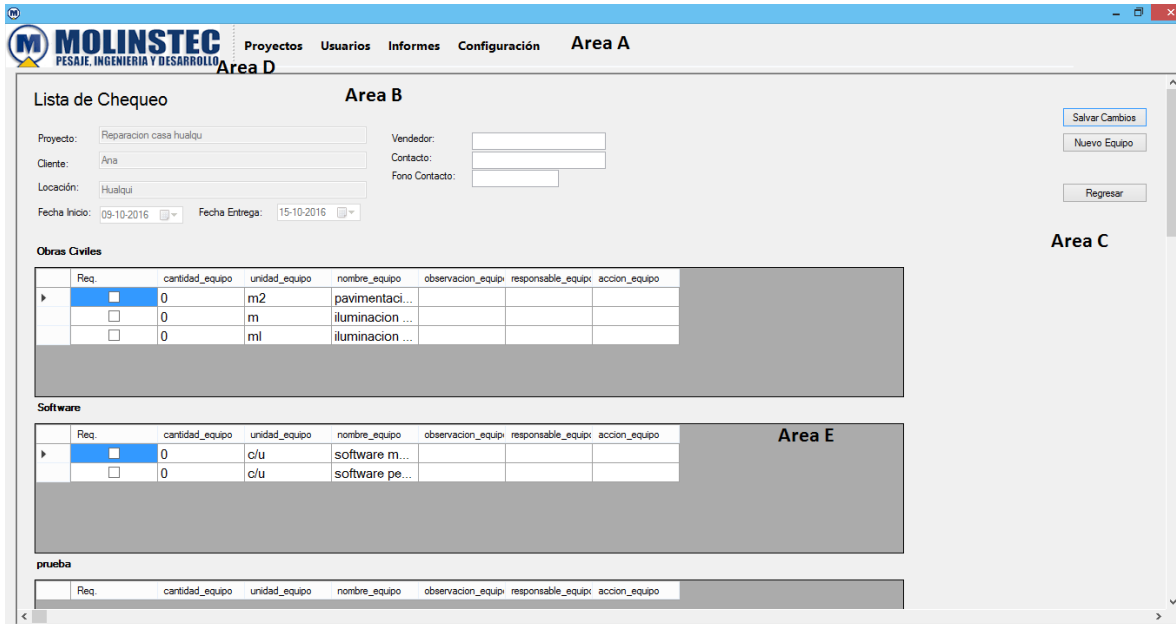 MOLINSTEC
PESAJE, INGENIERIA Y DESARROLLO
Proyectos Usuarios Informes Configuración Area A
Area D
Lista de Chequeo Area B
Salvar Cambios
Proyecto: Reparacion casa hualqu Vendedor:
Nuevo Equipo
Cliente: Ana Contacto:
Fono Contacto:
Locación: Hualqui
Regresar
Fecha Inicio: 09-10-2016 Fecha Entrega: 15-10-2016
Area C
Obras Civiles
Req. cantidad_equipo unidad_equipo nombre_equipo observacion_equip responsable_equipo accion_equipo
0 m2 pavimentaci...
0 m iluminacion ...
0 ml iluminacion ...
Software
Req. cantidad_equipo unidad_equipo nombre_equipo observacion_equip responsable_equipo accion_equipo
Area E
0 c/u software m...
0 c/u software pe...
prueba
Req. cantidad_equipo unidad_equipo nombre_equipo observacion_equip responsable_equipo accion_equipo